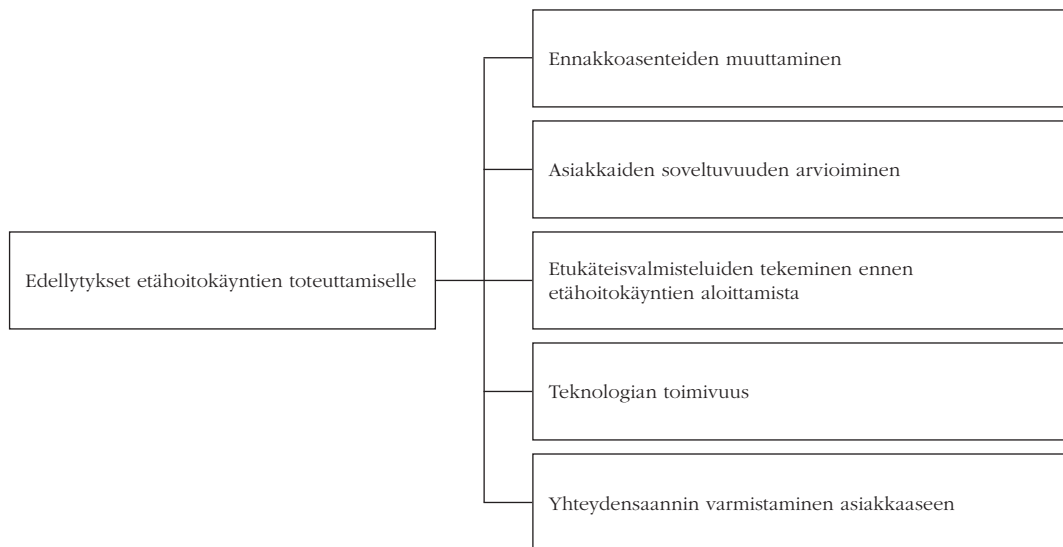 Edellytykset etähoitokäyntien toteuttamiselle
Ennakkoasenteiden muuttaminen
Asiakkaiden soveltuvuuden arvioiminen
Etukäteisvalmisteluiden tekeminen ennen
etähoitokäyntien aloittamista
Teknologian toimivuus
Yhteydensaannin varmistaminen asiakkaaseen